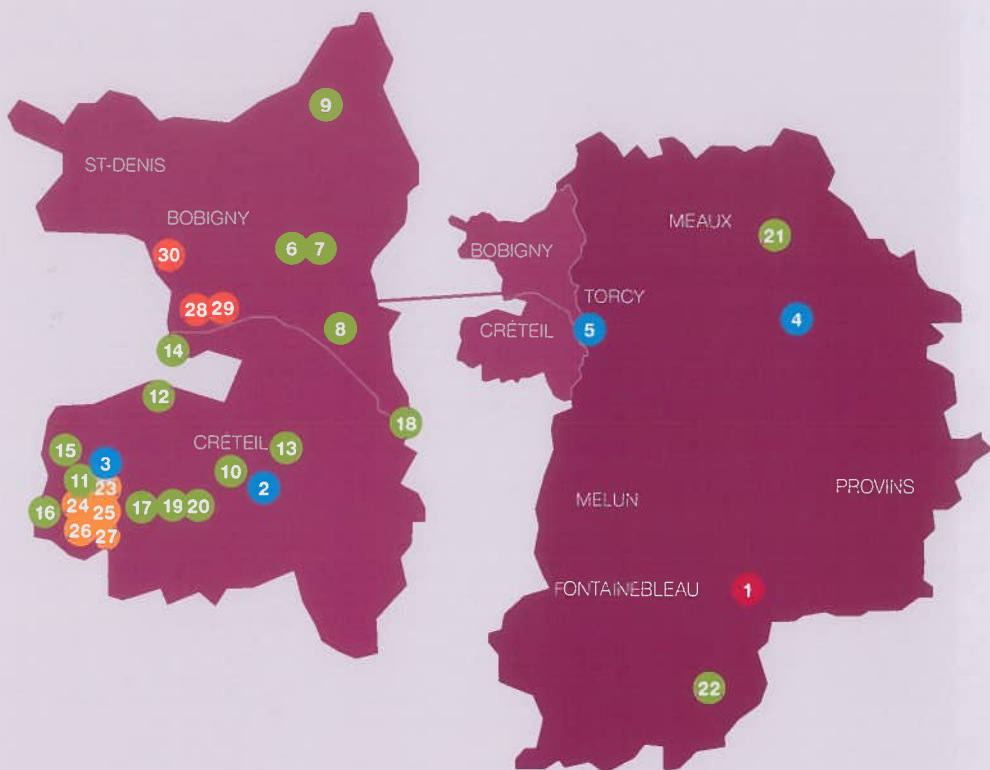 9
ST-DENIS
BOBIGNY
6 7
30
28 29
8
14
12
18
CRÉTEIL
13
15
3
10
11
2
23
24 25
16
17 19 20
26 27
MEAUX
21
BOBIGNY
TORCY
4
CRÉTEIL
5
PROVINS
MELUN
FONTAINEBLEAU
1
22